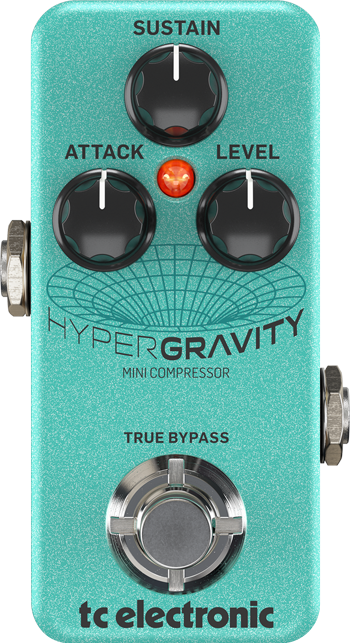 SUSTAIN
ATTACK LEVEL
HYPERGRAVITY
MINI COMPRESSOR
TRUE BYPASS
tc electronic